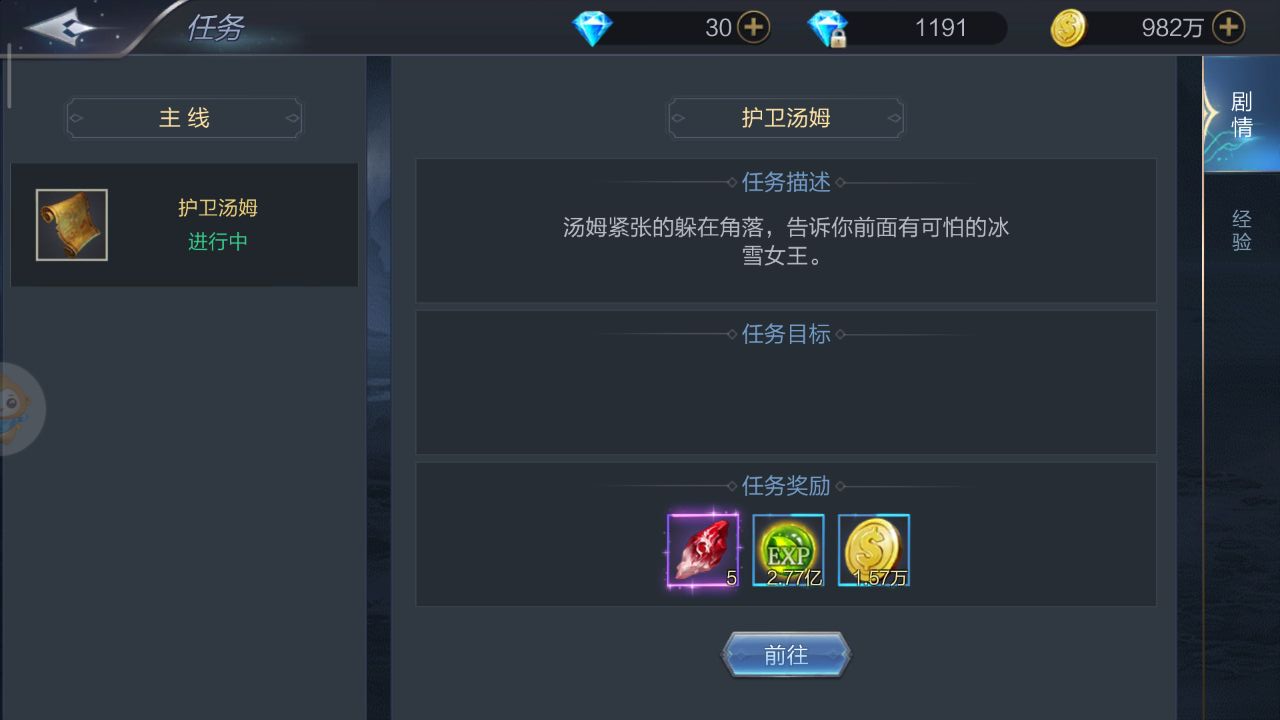 任务
30
1191
982万
主线
护卫汤姆
进行中
护卫汤姆
任务描述
汤姆紧张的躲在角落，告诉你前面有可怕的冰
雪女王。
任务目标
任务奖励
5
EXP
2.77亿
1.57万
前往
剧情
经验